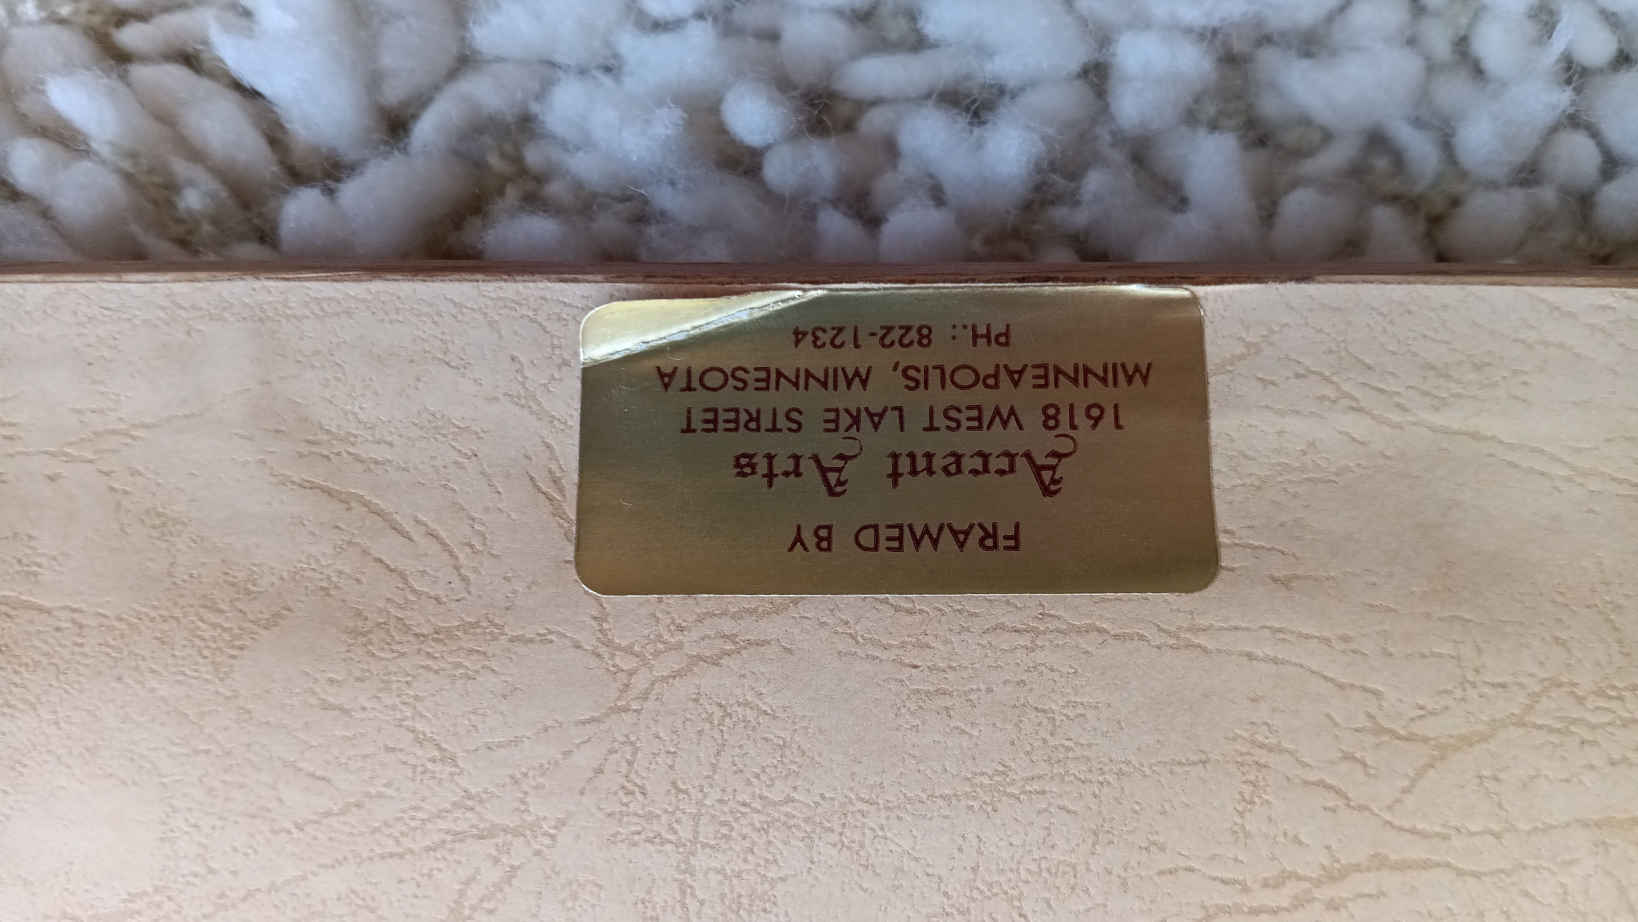 FRAMED BY
Accent Arts
1618 WEST LAKE STREET
MINNEAPOLIS, MINNESOTA
PH.: 822-1234